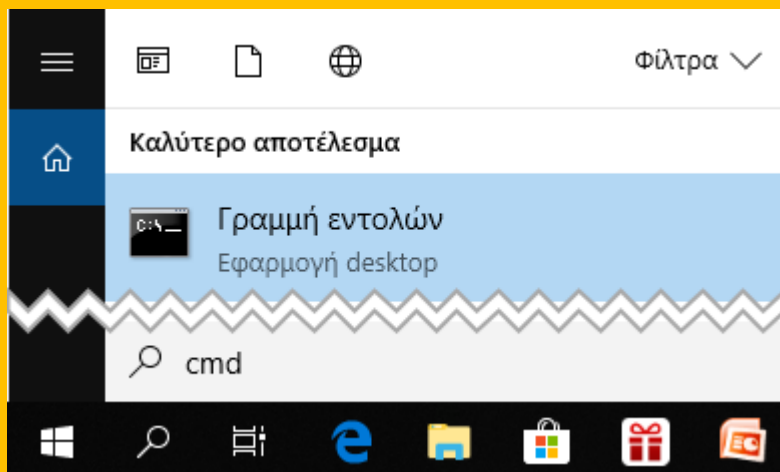 Φίλτρα
Καλύτερο αποτέλεσμα
Γραμμή εντολών
Εφαρμογή desktop
cmd